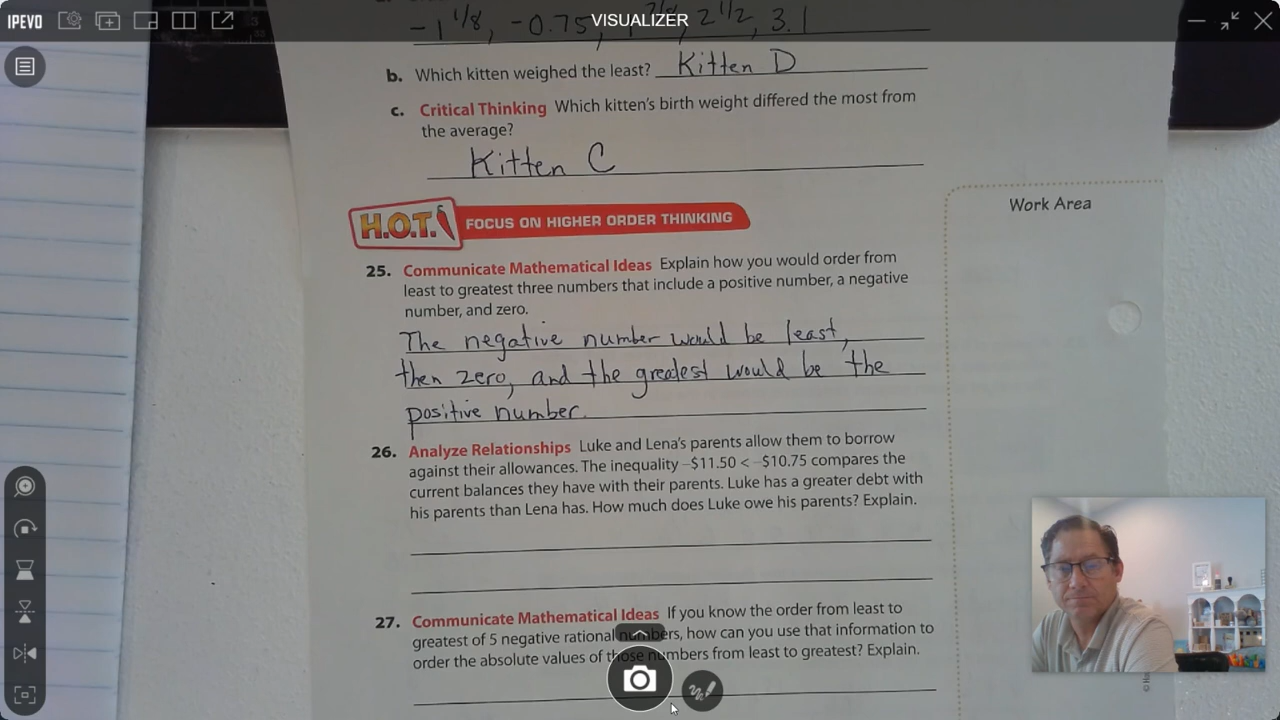 IPEVO
VISUALIZER
-1 1/8, -0.75, 2 1/2, 3.1
b. Which kitten weighed the least? Kitten D
c. Critical Thinking Which kitten's birth weight differed the most from
the average?
Kitten C
H.O.T. FOCUS ON HIGHER ORDER THINKING
Work Area
25. Communicate Mathematical Ideas Explain how you would order from
least to greatest three numbers that include a positive number, a negative
number, and zero.
The negative number would be least,
then zero, and the greatest would be the
positive number.
26. Analyze Relationships Luke and Lena's parents allow them to borrow
against their allowances. The inequality -$11.50 < -$10.75 compares the
current balances they have with their parents. Luke has a greater debt with
his parents than Lena has. How much does Luke owe his parents? Explain.
27. Communicate Mathematical Ideas If you know the order from least to
greatest of 5 negative rational numbers, how can you use that information to
order the absolute values of those numbers from least to greatest? Explain.